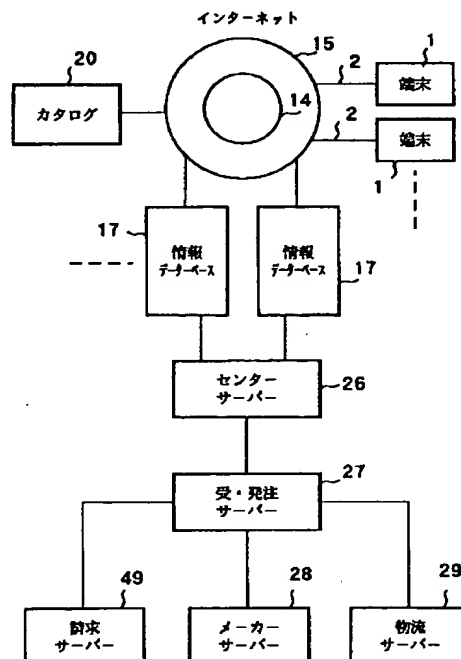 インターネット
20
15
2
1
カタログ
14
端末
2
端末
1
17
情報
データーベース
情報
データーベース
17
センター
サーバー
26
27
受・発注
サーバー
49
28
29
請求
サーバー
メーカー
サーバー
物流
サーバー